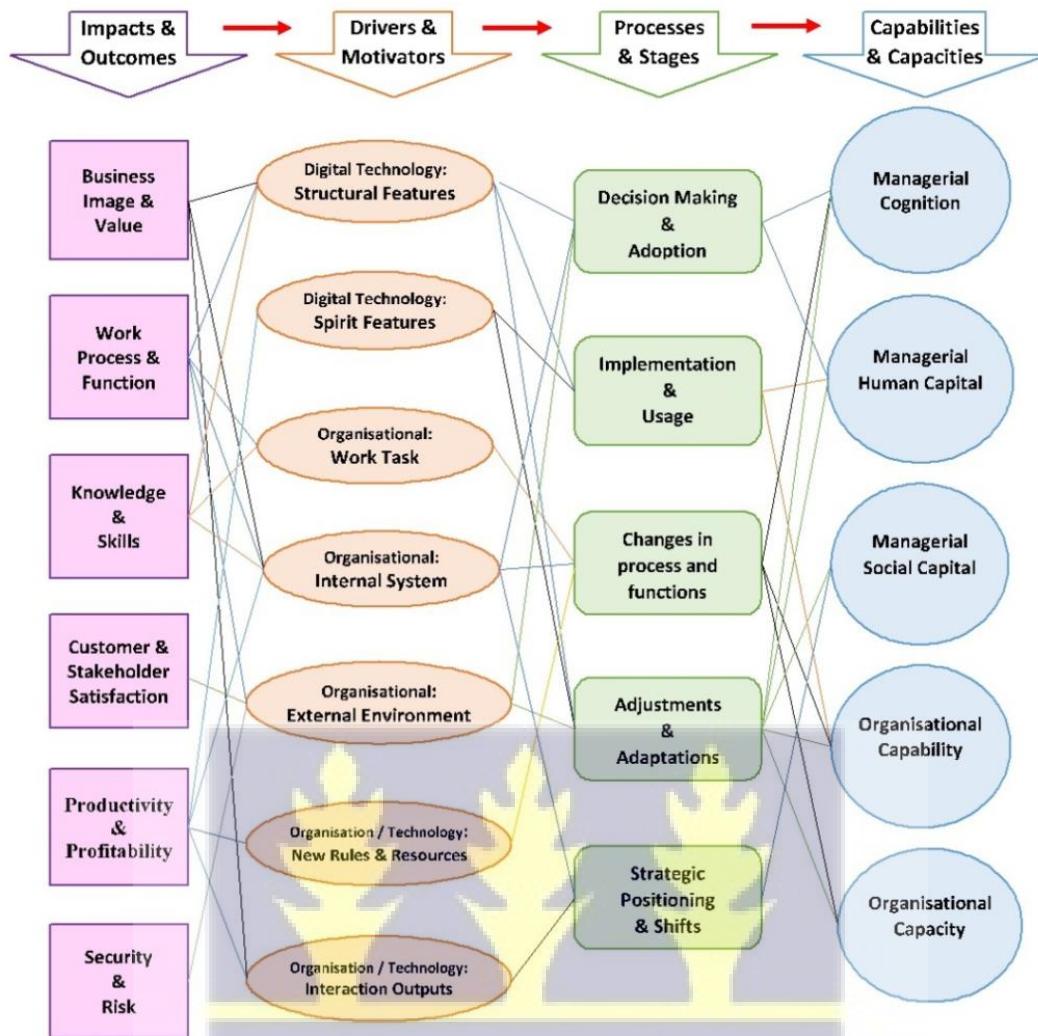 Impacts &
Outcomes
Drivers &
Motivators
Processes
& Stages
Capabilities
& Capacities
Business
Image &
Value
Work
Process &
Function
Knowledge
&
Skills
Customer &
Stakeholder
Satisfaction
Productivity
&
Profitability
Security
&
Risk
Digital Technology:
Structural Features
Digital Technology:
Spirit Features
Organisational:
Work Task
Organisational:
Internal System
Organisational:
External Environment
Organisation / Technology:
New Rules & Resources
Organisation / Technology:
Interaction Outputs
Decision Making
&
Adoption
Implementation
&
Usage
Changes in
process and
functions
Adjustments
&
Adaptations
Strategic
Positioning
& Shifts
Managerial
Cognition
Managerial
Human Capital
Managerial
Social Capital
Organisational
Capability
Organisational
Capacity